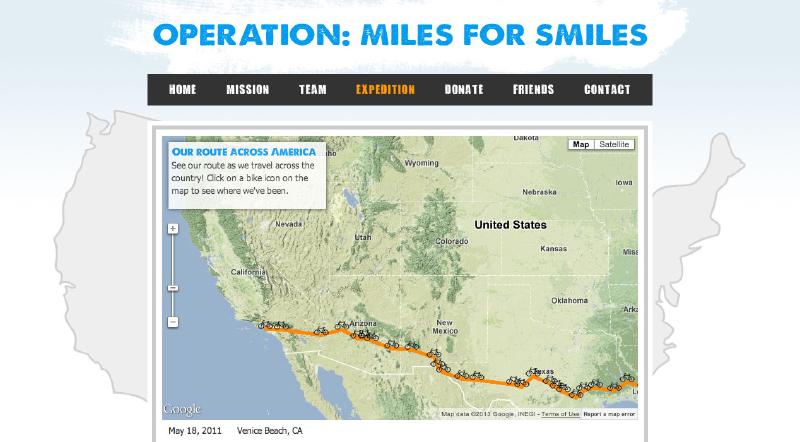 OPERATION: MILES FOR SMILES
HOME MISSION TEAM EXPEDITION DONATE FRIENDS CONTACT
OUR ROUTE ACROSS AMERICA
See our route as we travel across the
country! Click on a bike icon on the
map to see where we've been.
Map Satellite
Dakota
Wyoming
Iowa
Nebraska
United States
Nevada
Utah
Colorado
Kansas
California
Oklahoma
Arizona
New
Mexico
Texas
Google
Map data ©2013 Google, INEGI - Terms of Use Report a map error
May 18, 2011 Venice Beach, CA